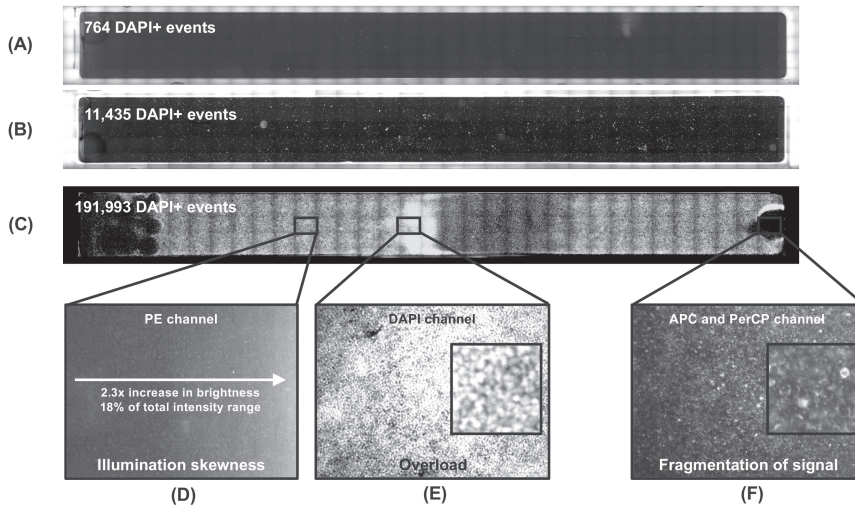 (A)
764 DAPI+ events
(B)
11,435 DAPI+ events
(C)
191,993 DAPI+ events
PE channel
2.3x increase in brightness
18% of total intensity range
Illumination skewness
(D)
DAPI channel
Overload
(E)
APC and PerCP channel
Fragmentation of signal
(F)